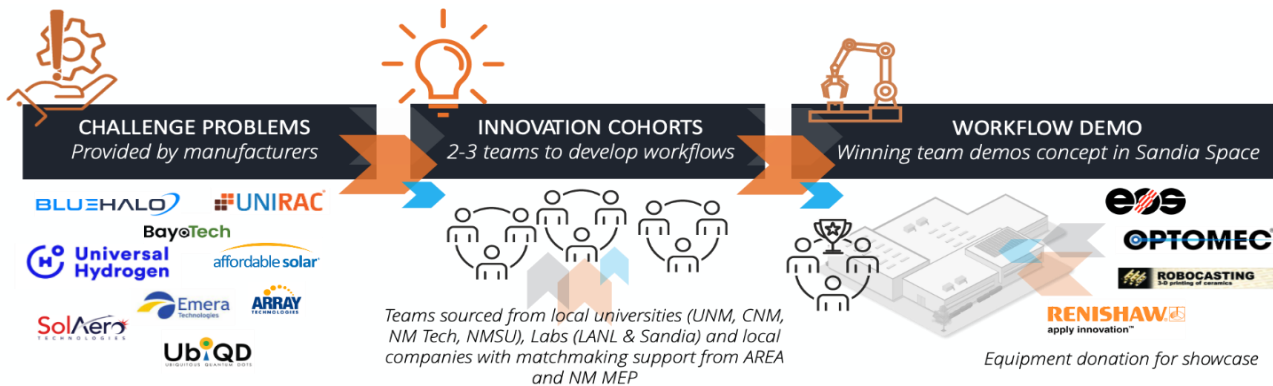 CHALLENGE PROBLEMS
Provided by manufacturers
BLUEHALO
UNIRAC
BayoTech
Universal
Hydrogen
affordable solar
Emera
Technologies
ARRAY
TECHNOLOGIES
SolAero
TECHNOLOGIES
UbiQD
UBIQUITOUS QUANTUM DOTS
INNOVATION COHORTS
2-3 teams to develop workflows
Teams sourced from local universities (UNM, CNM,
NM Tech, NMSU), Labs (LANL & Sandia) and local
companies with matchmaking support from AREA
and NM MEP
WORKFLOW DEMO
Winning team demos concept in Sandia Space
eos
OPTOMEC®
ROBOCASTING
3-D printing of ceramics
RENISHAW
apply innovation™
Equipment donation for showcase